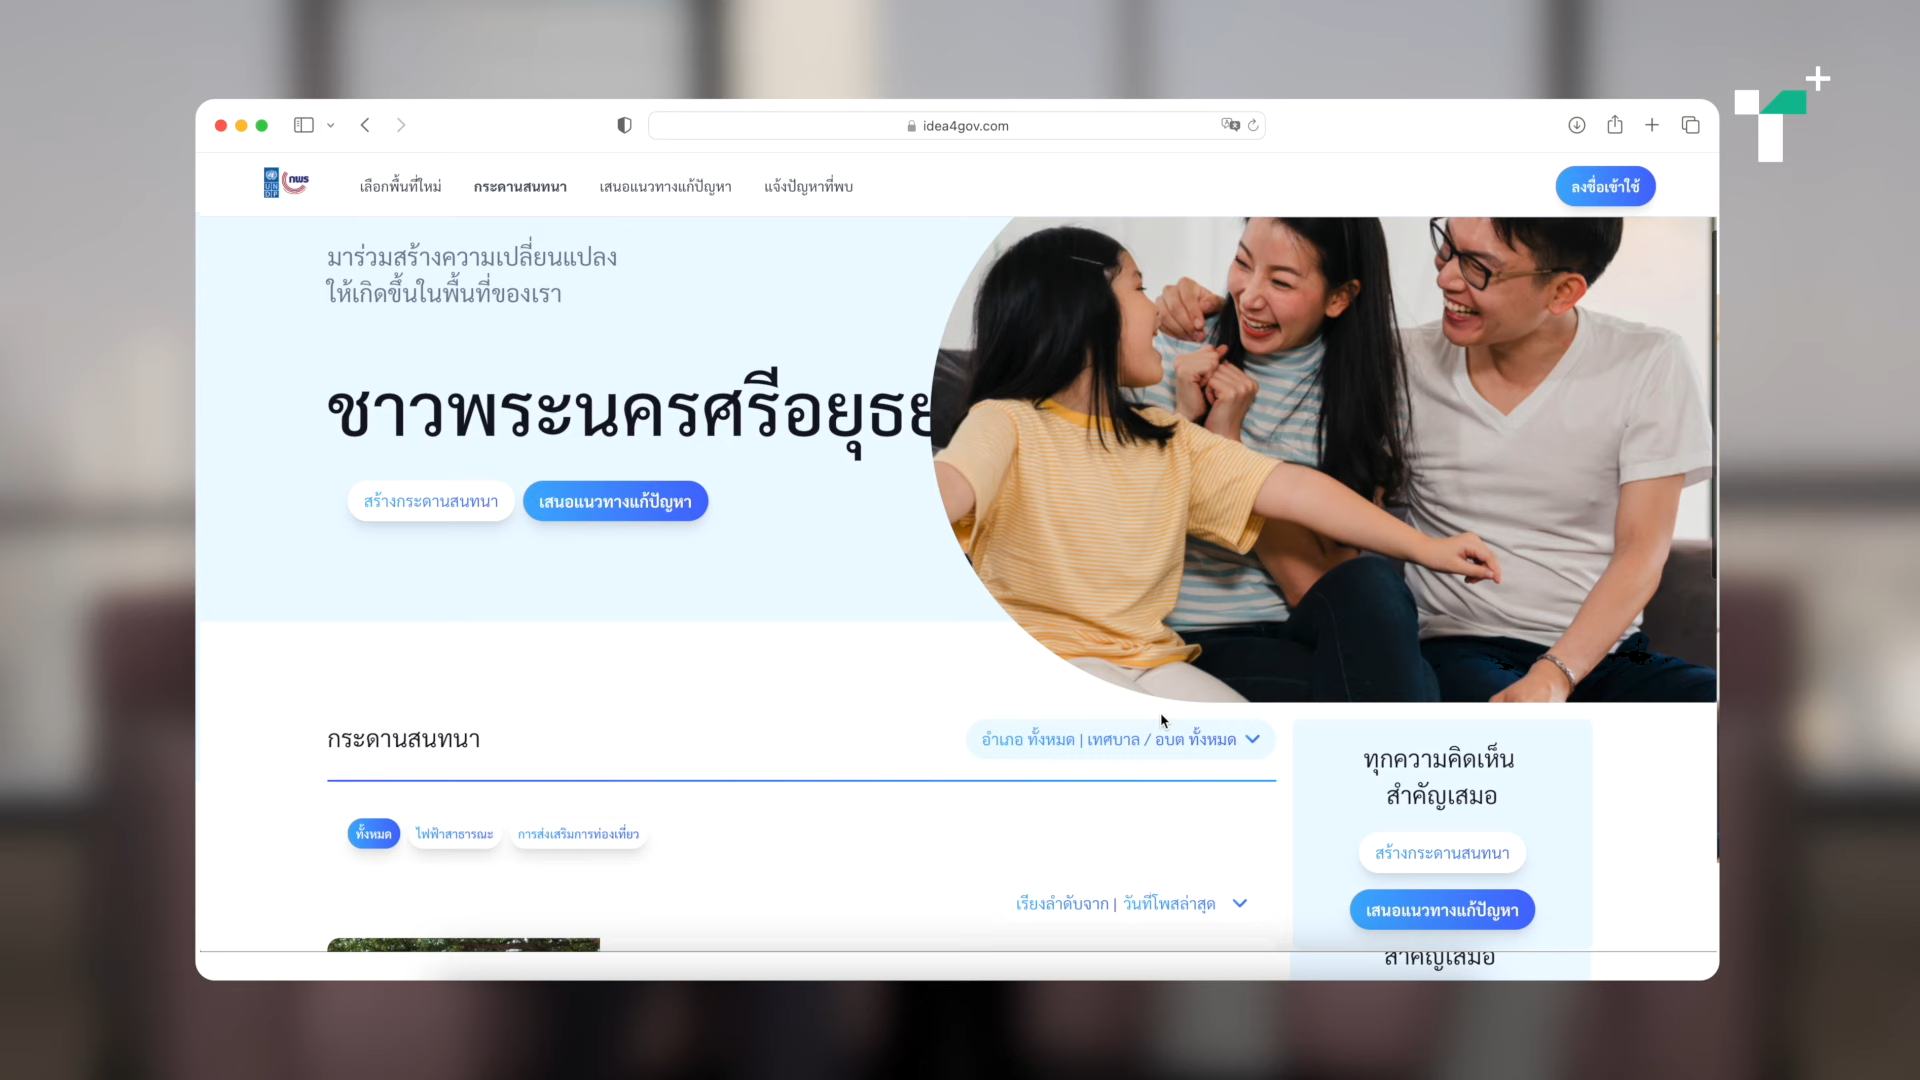 idea4gov.com
UN
DP
กพร
เลือกพื้นที่ใหม่
กระดานสนทนา
เสนอแนวทางแก้ปัญหา
แจ้งปัญหาที่พบ
ลงชื่อเข้าใช้
มาร่วมสร้างความเปลี่ยนแปลง
ให้เกิดขึ้นในพื้นที่ของเรา
ชาวพระนครศรีอยุธย
สร้างกระดานสนทนา
เสนอแนวทางแก้ปัญหา
กระดานสนทนา
อำเภอ ทั้งหมด | เทศบาล / อบต ทั้งหมด
ทั้งหมด
ไฟฟ้าสาธารณะ
การส่งเสริมการท่องเที่ยว
เรียงลำดับจาก | วันที่โพสล่าสุด
ทุกความคิดเห็น
สำคัญเสมอ
สร้างกระดานสนทนา
เสนอแนวทางแก้ปัญหา
สำคัญเสมอ